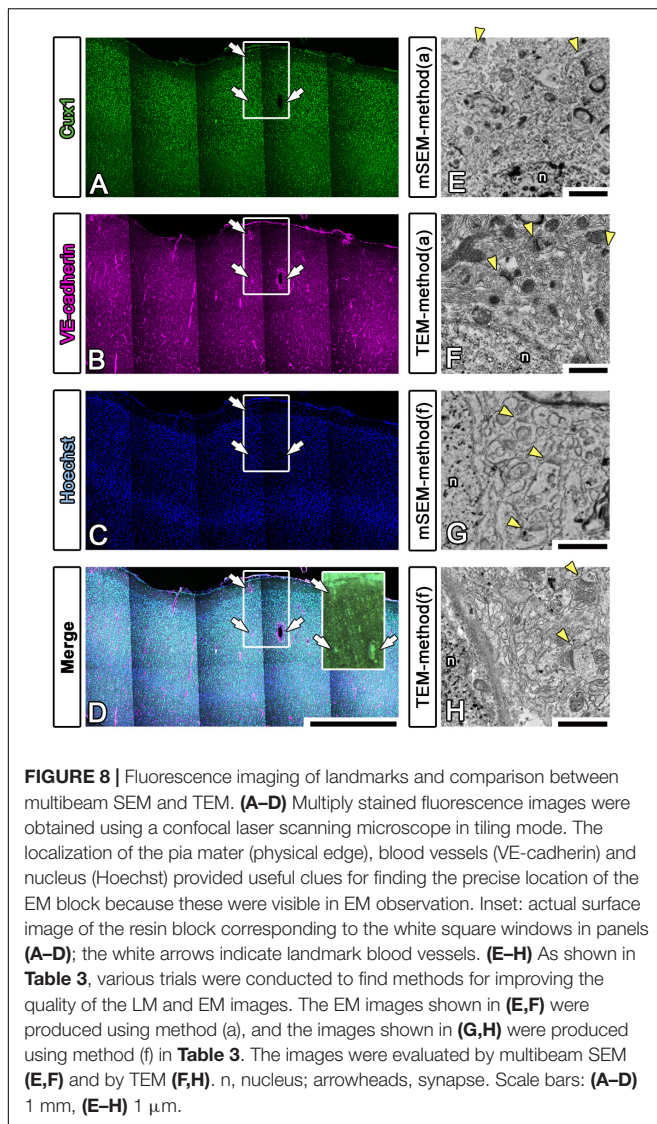 Cux1
A
VE-cadherin
B
Hoechst
C
Merge
D
mSEM-method(a)
n
E
TEM-method(a)
n
F
mSEM-method(f)
n
G
TEM-method(f)
n
H
FIGURE 8 | Fluorescence imaging of landmarks and comparison between
multibeam SEM and TEM. (A–D) Multiply stained fluorescence images were
obtained using a confocal laser scanning microscope in tiling mode. The
localization of the pia mater (physical edge), blood vessels (VE-cadherin) and
nucleus (Hoechst) provided useful clues for finding the precise location of the
EM block because these were visible in EM observation. Inset: actual surface
image of the resin block corresponding to the white square windows in panels
(A–D); the white arrows indicate landmark blood vessels. (E–H) As shown in
Table 3, various trials were conducted to find methods for improving the
quality of the LM and EM images. The EM images shown in (E,F) were
produced using method (a), and the images shown in (G,H) were produced
using method (f) in Table 3. The images were evaluated by multibeam SEM
(E,F) and by TEM (F,H). n, nucleus; arrowheads, synapse. Scale bars: (A–D)
1 mm, (E–H) 1 μm.